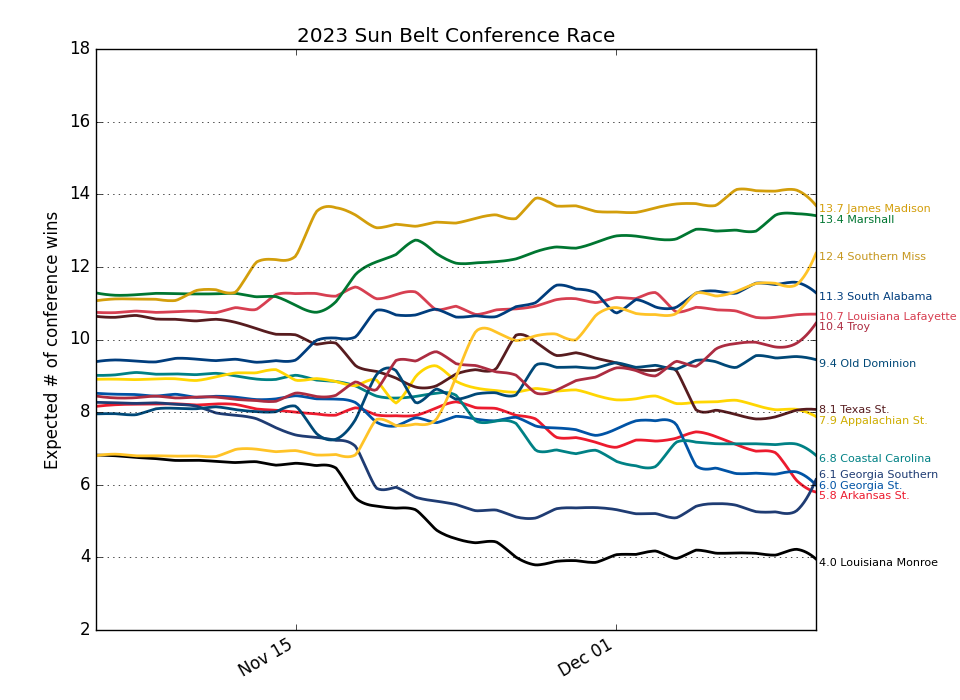 2023 Sun Belt Conference Race
Expected # of conference wins
18
16
14
12
10
8
6
4
2
Nov 15
Dec 01
13.7 James Madison
13.4 Marshall
12.4 Southern Miss
11.3 South Alabama
10.7 Louisiana Lafayette
10.4 Troy
9.4 Old Dominion
8.1 Texas St.
7.9 Appalachian St.
6.8 Coastal Carolina
6.1 Georgia Southern
6.0 Georgia St.
5.8 Arkansas St.
4.0 Louisiana Monroe